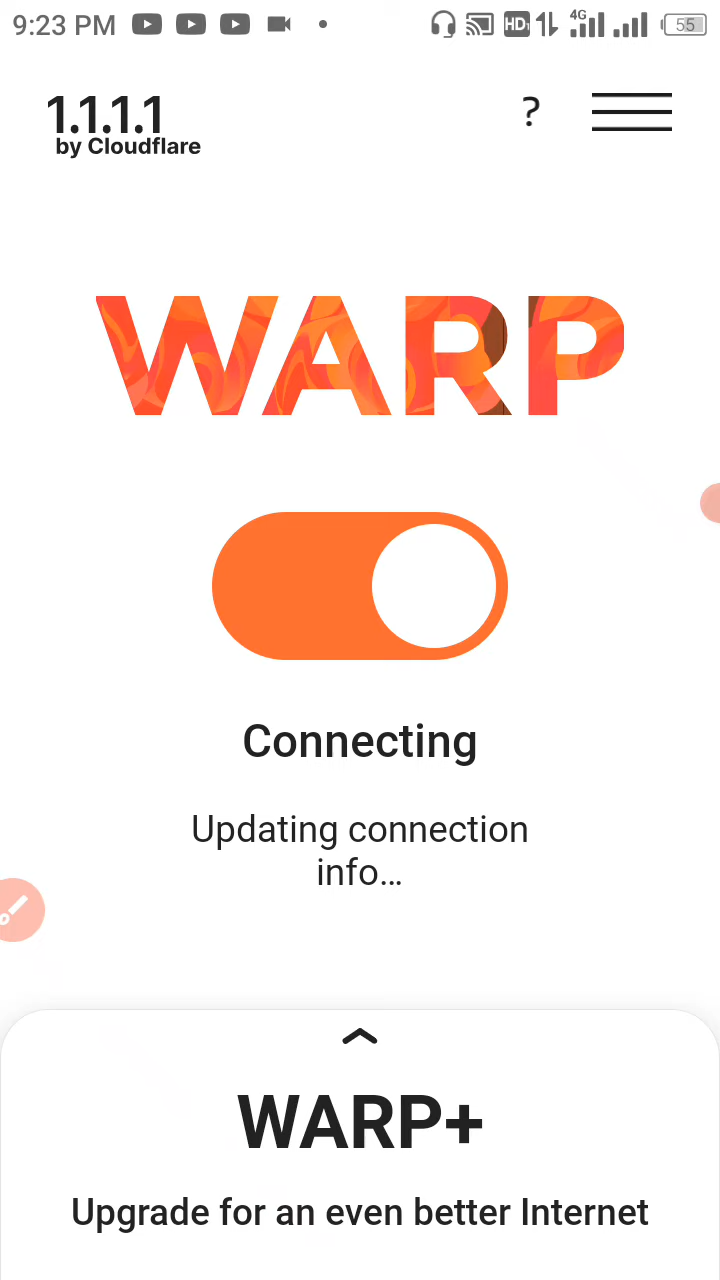 9:23 PM HD 4G 55
1.1.1.1 ?
by Cloudflare
WARP
Connecting
Updating connection
info...
WARP+
Upgrade for an even better Internet